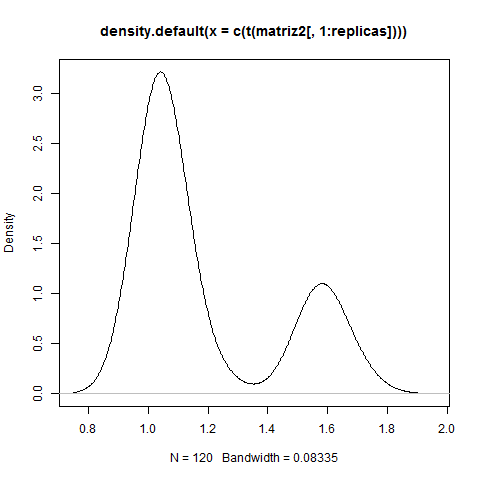 density.default(x = c(t(matriz2[, 1:replicas])))
Density
3.0
2.5
2.0
1.5
1.0
0.5
0.0
0.8 1.0 1.2 1.4 1.6 1.8 2.0
N = 120 Bandwidth = 0.08335